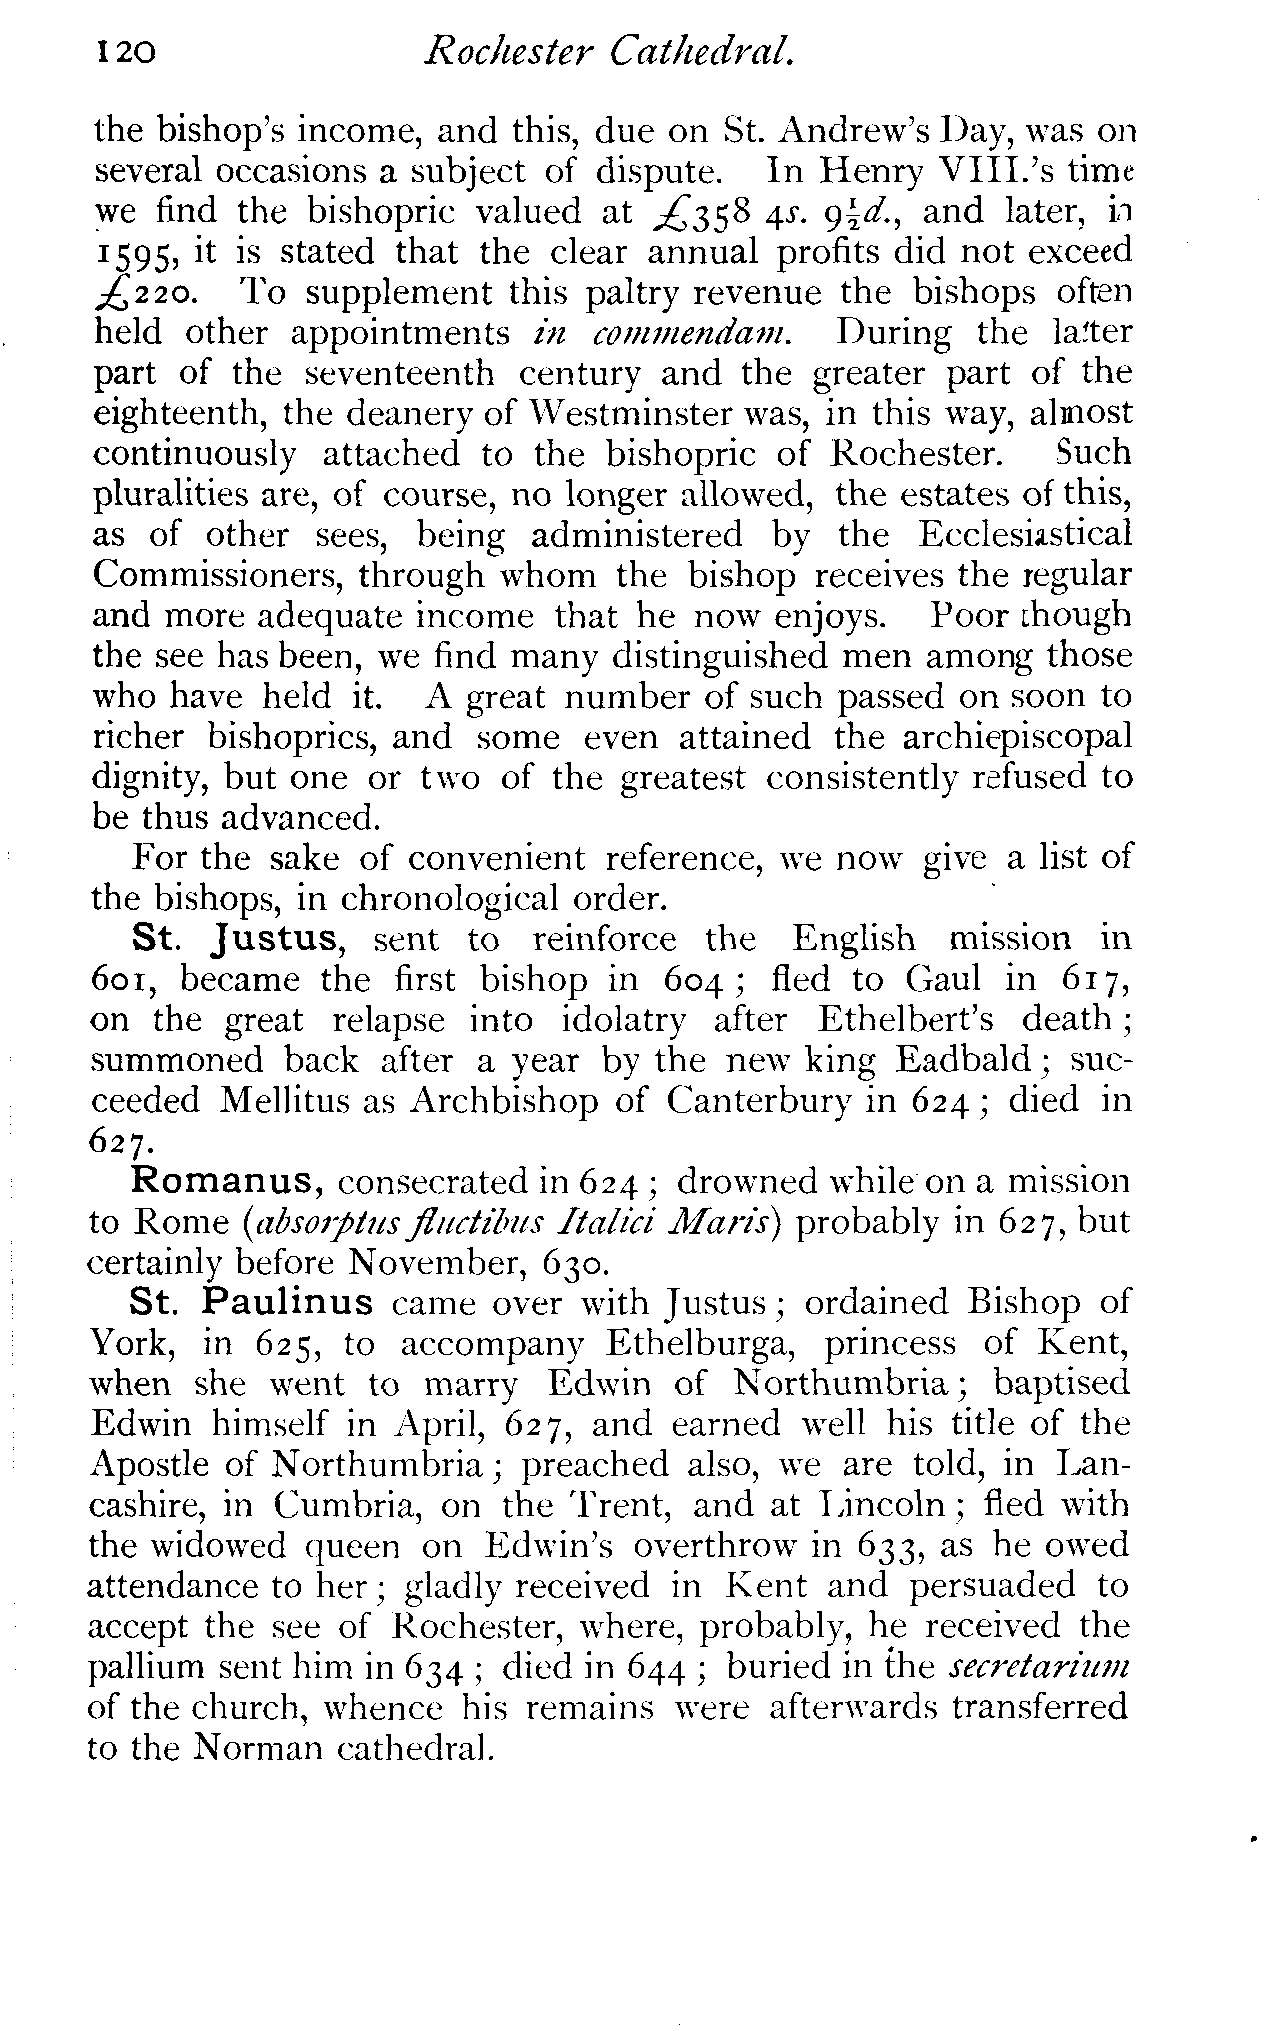 120 Rochester Cathedral.
the bishop's income, and this, due on St. Andrew's Day, was on
several occasions a subject of dispute. In Henry VIII.'s time
we find the bishopric valued at £358 4s. 9½d., and later, in
1595, it is stated that the clear annual profits did not exceed
£220. To supplement this paltry revenue the bishops often
held other appointments in commendam. During the latter
part of the seventeenth century and the greater part of the
eighteenth, the deanery of Westminster was, in this way, almost
continuously attached to the bishopric of Rochester. Such
pluralities are, of course, no longer allowed, the estates of this,
as of other sees, being administered by the Ecclesiastical
Commissioners, through whom the bishop receives the regular
and more adequate income that he now enjoys. Poor though
the see has been, we find many distinguished men among those
who have held it. A great number of such passed on soon to
richer bishoprics, and some even attained the archiepiscopal
dignity, but one or two of the greatest consistently refused to
be thus advanced.
For the sake of convenient reference, we now give a list of
the bishops, in chronological order.
St. Justus, sent to reinforce the English mission in
601, became the first bishop in 604 ; fled to Gaul in 617,
on the great relapse into idolatry after Ethelbert's death ;
summoned back after a year by the new king Eadbald ; suc-
ceeded Mellitus as Archbishop of Canterbury in 624 ; died in
627.
Romanus, consecrated in 624 ; drowned while on a mission
to Rome (absorptus fluctibus Italici Maris) probably in 627, but
certainly before November, 630.
St. Paulinus came over with Justus ; ordained Bishop of
York, in 625, to accompany Ethelburga, princess of Kent,
when she went to marry Edwin of Northumbria ; baptised
Edwin himself in April, 627, and earned well his title of the
Apostle of Northumbria ; preached also, we are told, in Lan-
cashire, in Cumbria, on the Trent, and at Lincoln ; fled with
the widowed queen on Edwin's overthrow in 633, as he owed
attendance to her ; gladly received in Kent and persuaded to
accept the see of Rochester, where, probably, he received the
pallium sent him in 634 ; died in 644 ; buried in the secretarium
of the church, whence his remains were afterwards transferred
to the Norman cathedral.